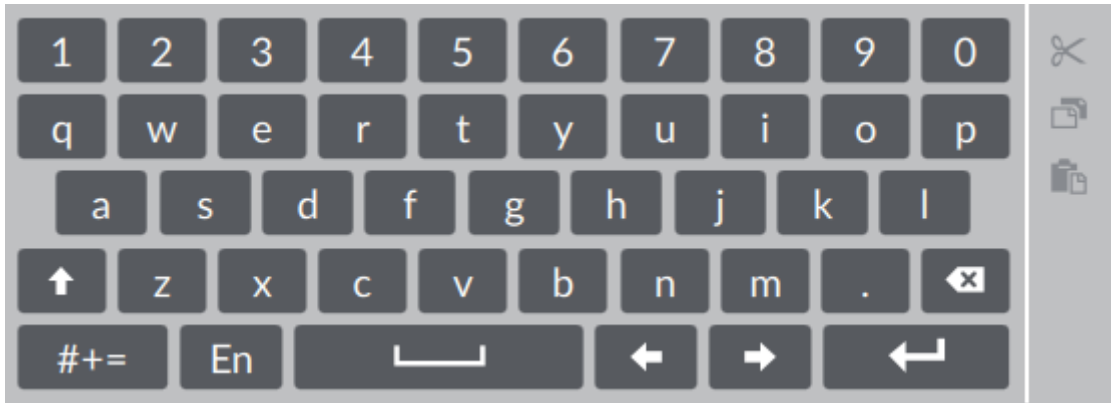 1 2 3 4 5 6 7 8 9 0
q w e r t y u i o p
a s d f g h j k l
z x c v b n m .
#+= En